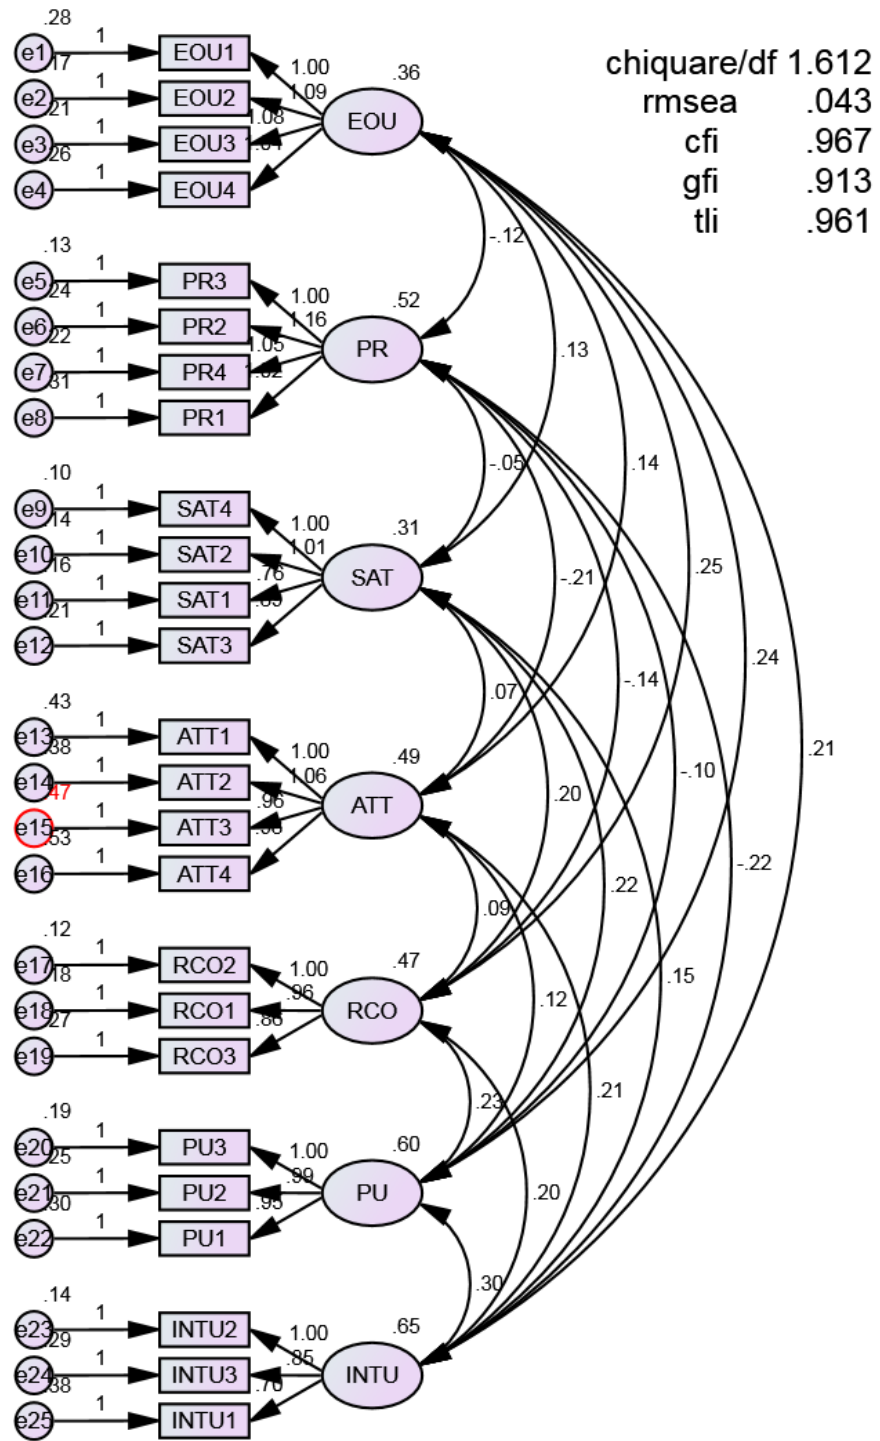 chiquare/df 1.612
rmsea .043
cfi .967
gfi .913
tli .961
.28
e1 1 EOU1
.17
e2 1 EOU2
.21
e3 1 EOU3
.26
e4 1 EOU4
1.00
1.09
1.08
.36
EOU
.13
e5 1 PR3
.24
e6 1 PR2
.22
e7 1 PR4
.31
e8 1 PR1
1.00
1.16
1.05
.52
PR
.10
e9 1 SAT4
.14
e10 1 SAT2
.16
e11 1 SAT1
.21
e12 1 SAT3
1.00
1.01
.76
.31
SAT
.43
e13 1 ATT1
.38
e14 1 ATT2
.47
e15 1 ATT3
.53
e16 1 ATT4
1.00
1.06
.96
.49
ATT
.12
e17 1 RCO2
.18
e18 1 RCO1
.27
e19 1 RCO3
1.00
.96
.86
.47
RCO
.19
e20 1 PU3
.25
e21 1 PU2
.30
e22 1 PU1
1.00
.99
.95
.60
PU
.14
e23 1 INTU2
.29
e24 1 INTU3
.38
e25 1 INTU1
1.00
.85
.70
.65
INTU
-.12
.13
.14
.25
.24
.21
-.05
-.21
-.14
-.10
-.22
.07
.20
.22
.15
.09
.12
.21
.23
.20
.30